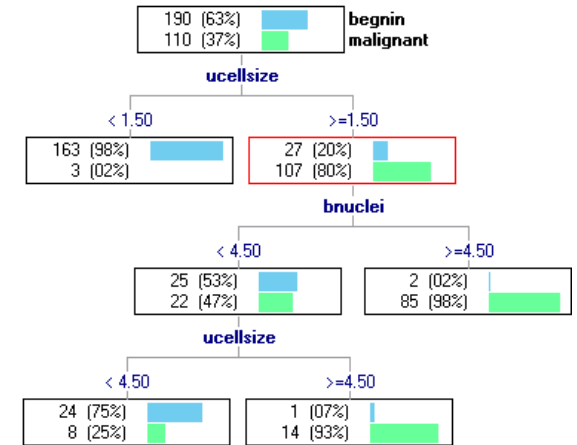 190 (63%) begnin
110 (37%) malignant
ucellsize
< 1.50 >=1.50
163 (98%) 27 (20%)
3 (02%) 107 (80%)
bnuclei
< 4.50 >=4.50
25 (53%) 2 (02%)
22 (47%) 85 (98%)
ucellsize
< 4.50 >=4.50
24 (75%) 1 (07%)
8 (25%) 14 (93%)